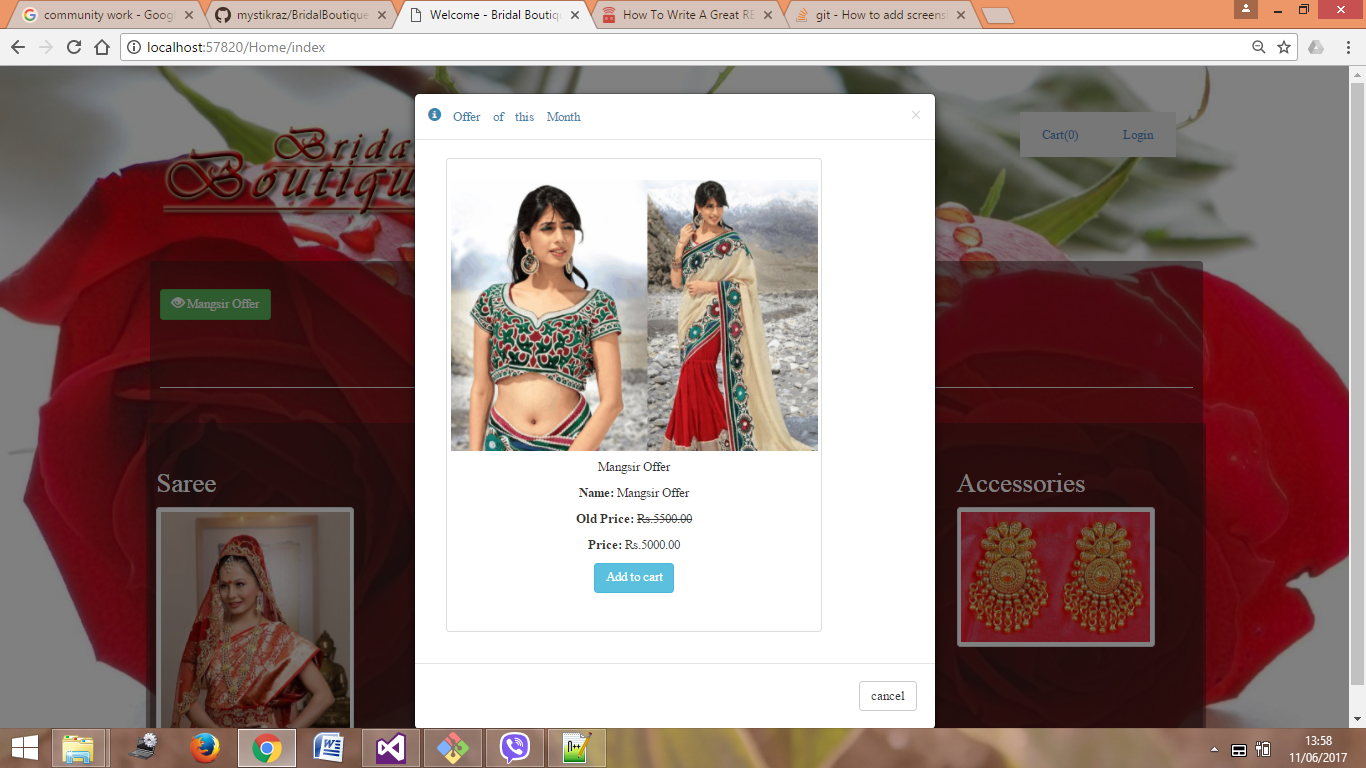 community work - Goog
mystikraz/BridalBoutique
Welcome - Bridal Boutiq
How To Write A Great RE
git - How to add screens
localhost:57820/Home/index
Offer of this Month
×
Bridal
Boutiqu
Cart(0)
Login
Mangsir Offer
Mangsir Offer
Name: Mangsir Offer
Old Price: Rs.5500.00
Price: Rs.5000.00
Add to cart
Saree
Accessories
cancel
13:58
11/06/2017